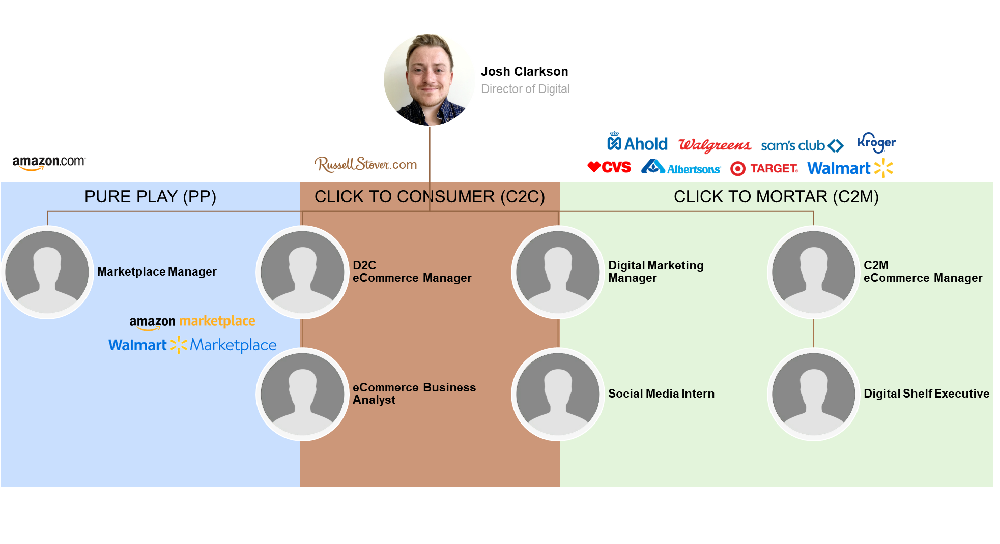 Josh Clarkson
Director of Digital
Ahold
Walgreens
sam's club
Kroger
amazon.com
RussellStover.com
CVS
Albertsons
TARGET
Walmart
PURE PLAY (PP)
CLICK TO CONSUMER (C2C)
CLICK TO MORTAR (C2M)
Marketplace Manager
D2C
eCommerce Manager
Digital Marketing
Manager
C2M
eCommerce Manager
amazon marketplace
Walmart Marketplace
eCommerce Business
Analyst
Social Media Intern
Digital Shelf Executive